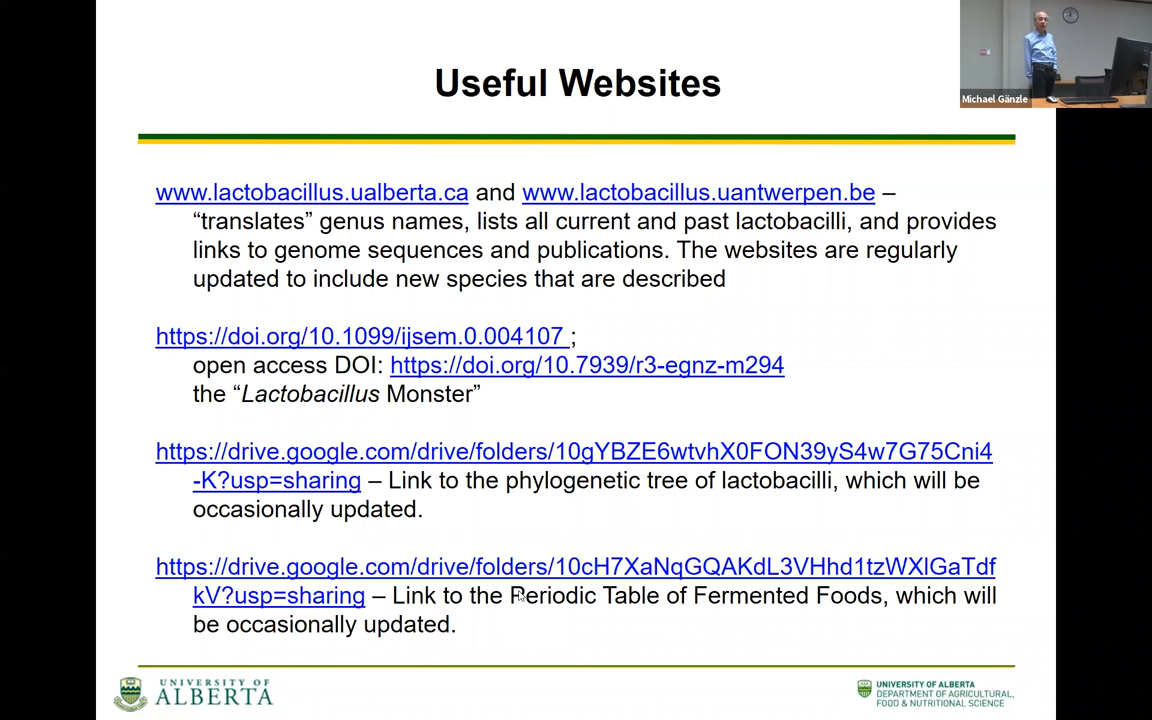 Useful Websites
Michael Gänzle
www.lactobacillus.ualberta.ca and www.lactobacillus.uantwerpen.be –
“translates” genus names, lists all current and past lactobacilli, and provides
links to genome sequences and publications. The websites are regularly
updated to include new species that are described
https://doi.org/10.1099/ijsem.0.004107 ;
open access DOI: https://doi.org/10.7939/r3-egnz-m294
the “Lactobacillus Monster”
https://drive.google.com/drive/folders/10gYBZE6wtvhX0FON39yS4w7G75Cni4
-K?usp=sharing – Link to the phylogenetic tree of lactobacilli, which will be
occasionally updated.
https://drive.google.com/drive/folders/10cH7XaNqGQAKdL3VHhd1tzWXlGaTdf
kV?usp=sharing – Link to the Periodic Table of Fermented Foods, which will
be occasionally updated.
UNIVERSITY OF
ALBERTA
UNIVERSITY OF ALBERTA
DEPARTMENT OF AGRICULTURAL,
FOOD & NUTRITIONAL SCIENCE